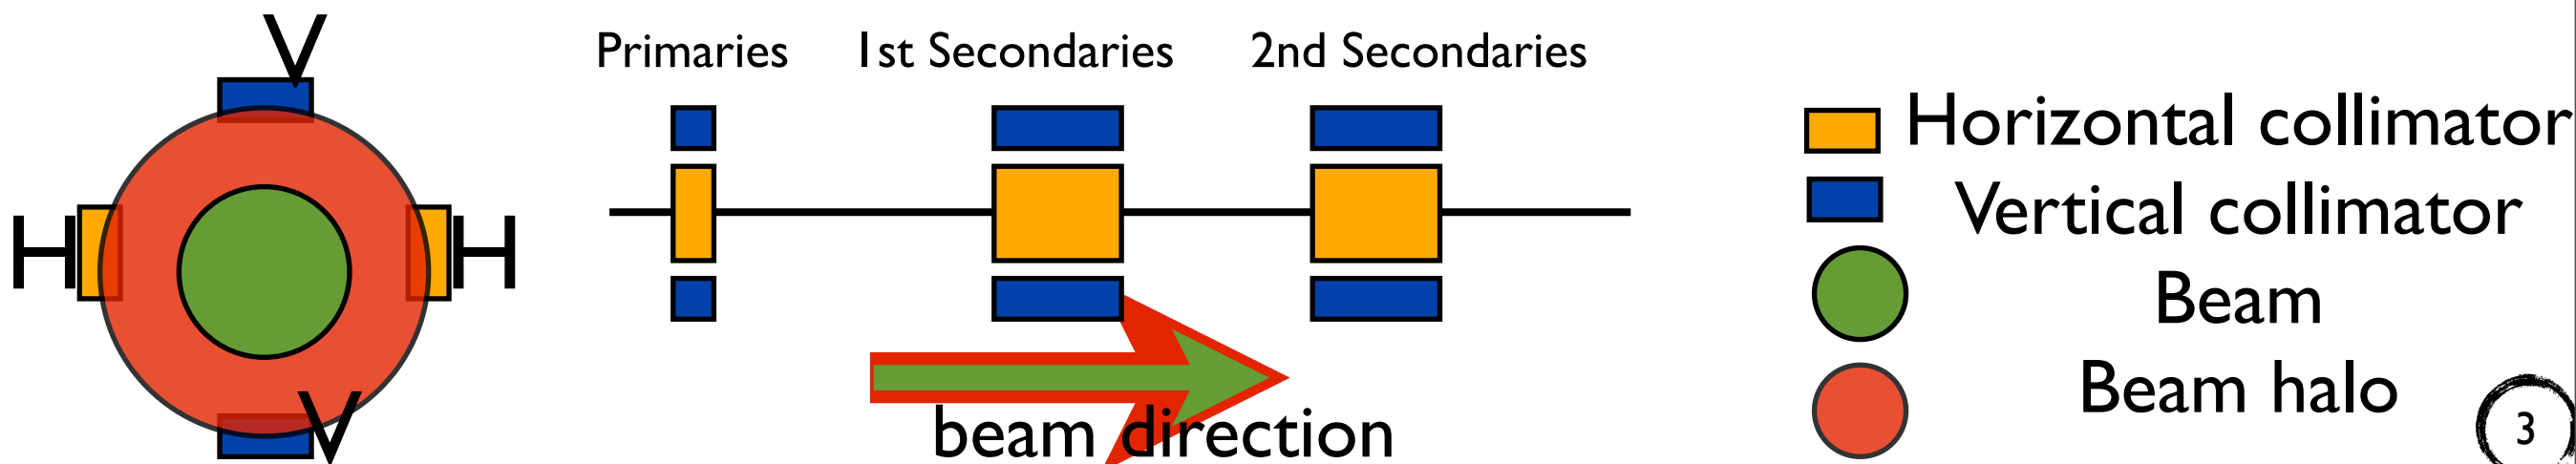 V
H
H
V
Primaries
1st Secondaries
2nd Secondaries
beam direction
Horizontal collimator
Vertical collimator
Beam
Beam halo
3